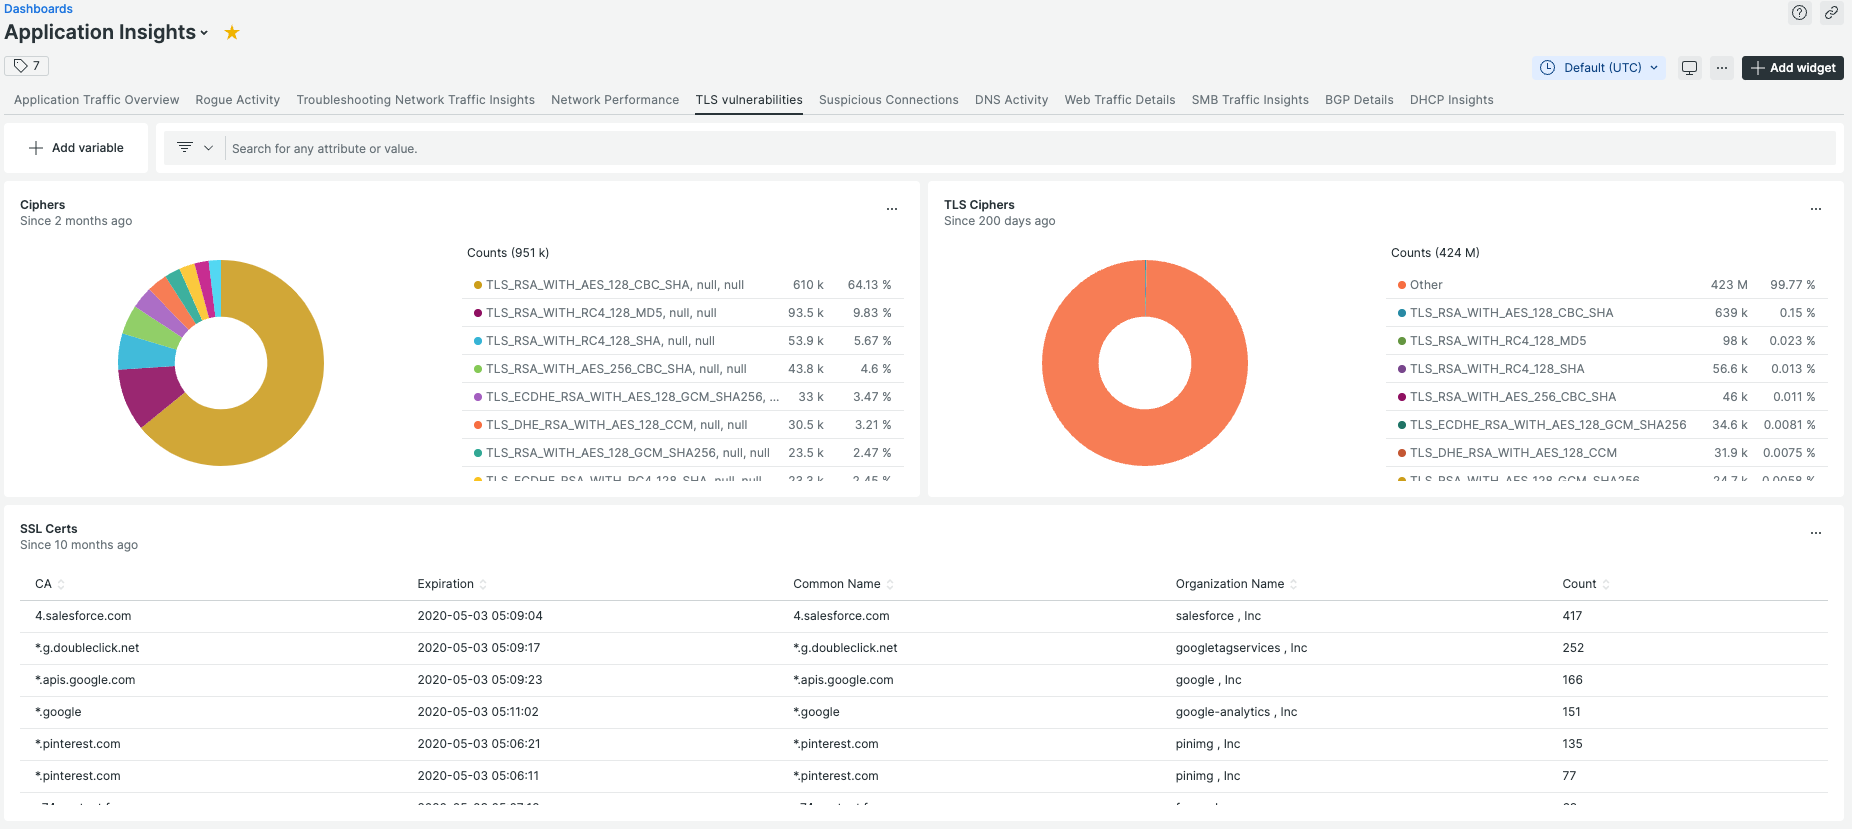 Dashboards
Application Insights
7
Default (UTC)
Add widget
Application Traffic Overview Rogue Activity Troubleshooting Network Traffic Insights Network Performance TLS vulnerabilities Suspicious Connections DNS Activity Web Traffic Details SMB Traffic Insights BGP Details DHCP Insights
Add variable
Search for any attribute or value.
Ciphers
Since 2 months ago
Counts (951 k)
TLS_RSA_WITH_AES_128_CBC_SHA, null, null 610 k 64.13 %
TLS_RSA_WITH_RC4_128_MD5, null, null 93.5 k 9.83 %
TLS_RSA_WITH_RC4_128_SHA, null, null 53.9 k 5.67 %
TLS_RSA_WITH_AES_256_CBC_SHA, null, null 43.8 k 4.6 %
TLS_ECDHE_RSA_WITH_AES_128_GCM_SHA256, ... 33 k 3.47 %
TLS_DHE_RSA_WITH_AES_128_CCM, null, null 30.5 k 3.21 %
TLS_RSA_WITH_AES_128_GCM_SHA256, null, null 23.5 k 2.47 %
TLS_ECDHE_RSA_WITH_RC4_128_SHA, null, null 23.3 k 2.45 %
TLS Ciphers
Since 200 days ago
Counts (424 M)
Other 423 M 99.77 %
TLS_RSA_WITH_AES_128_CBC_SHA 639 k 0.15 %
TLS_RSA_WITH_RC4_128_MD5 98 k 0.023 %
TLS_RSA_WITH_RC4_128_SHA 56.6 k 0.013 %
TLS_RSA_WITH_AES_256_CBC_SHA 46 k 0.011 %
TLS_ECDHE_RSA_WITH_AES_128_GCM_SHA256 34.6 k 0.0081 %
TLS_DHE_RSA_WITH_AES_128_CCM 31.9 k 0.0075 %
TLS_RSA_WITH_AES_128_GCM_SHA256 24.7 k 0.0058 %
SSL Certs
Since 10 months ago
CA Expiration Common Name Organization Name Count
4.salesforce.com 2020-05-03 05:09:04 4.salesforce.com salesforce , Inc 417
*.g.doubleclick.net 2020-05-03 05:09:17 *.g.doubleclick.net googletagservices , Inc 252
*.apis.google.com 2020-05-03 05:09:23 *.apis.google.com google , Inc 166
*.google 2020-05-03 05:11:02 *.google google-analytics , Inc 151
*.pinterest.com 2020-05-03 05:06:21 *.pinterest.com pinimg , Inc 135
*.pinterest.com 2020-05-03 05:06:11 *.pinterest.com pinimg , Inc 77